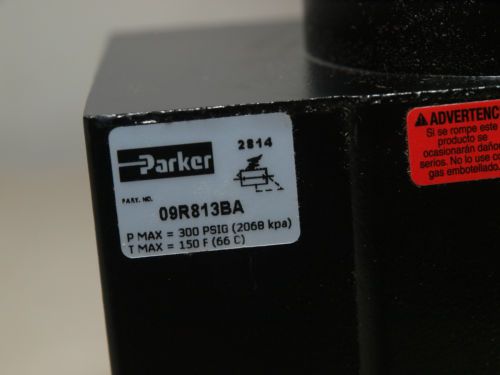 2814
Parker
PART. NO.
09R813BA
P MAX = 300 PSIG (2068 kpa)
T MAX = 150 F (66 C)
ADVERTENC
Si se rompe este
producto se
ocasionarán daño
serios. No lo use co
gas embotellado.